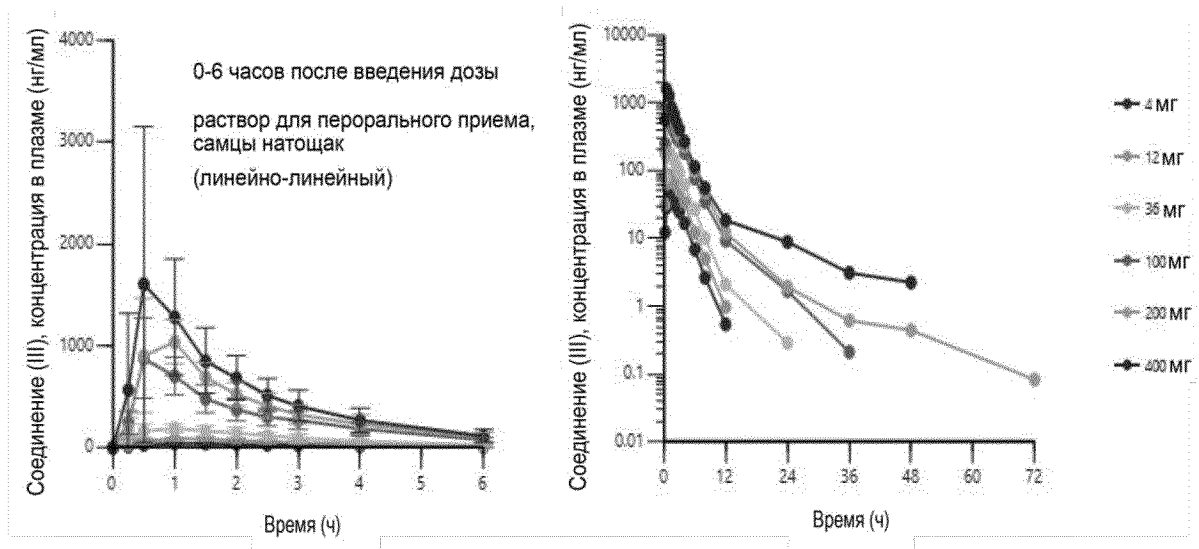 Соединение (III), концентрация в плазме (нг/мл)
4000
3000
2000
1000
0
0-6 часов после введения дозы
раствор для перорального приема,
самцы натощак
(линейно-линейный)
0 1 2 3 4 5 6
Время (ч)
Соединение (III), концентрация в плазме (нг/мл)
10000
1000
100
10
1
0.1
0.01
0 12 24 36 48 60 72
Время (ч)
4 мг
12 мг
36 мг
100 мг
200 мг
400 мг